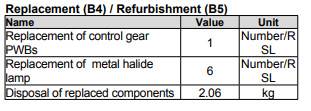 Replacement (B4) / Refurbishment (B5)
Name Value Unit
Replacement of control gear PWBs 1 Number/R SL
Replacement of metal halide lamp 6 Number/R SL
Disposal of replaced components 2.06 kg